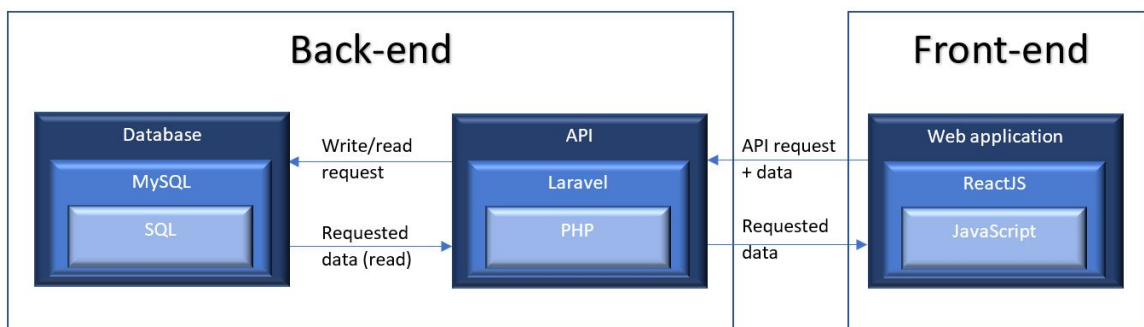 Back-end
Front-end
Database
MySQL
SQL
Write/read
request
Requested
data (read)
API
Laravel
PHP
API request
+ data
Requested
data
Web application
ReactJS
JavaScript